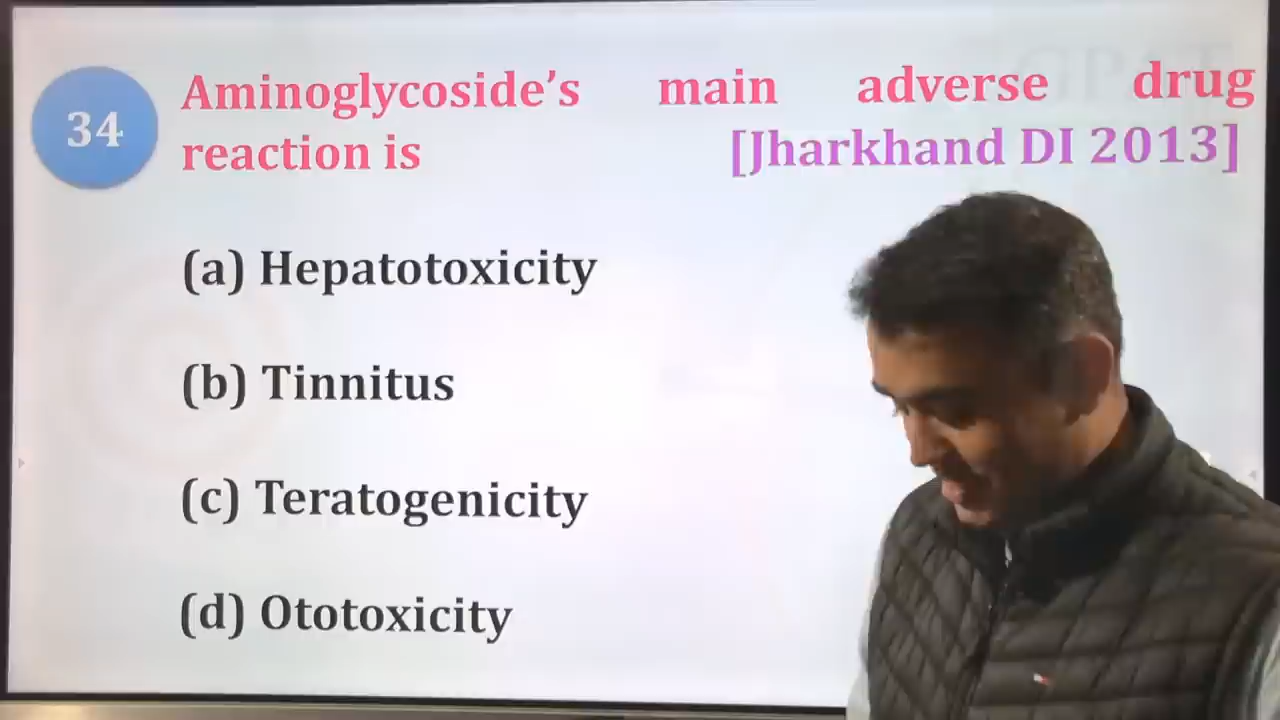 34
Aminoglycoside's main adverse drug
reaction is [Jharkhand DI 2013]
(a) Hepatotoxicity
(b) Tinnitus
(c) Teratogenicity
(d) Ototoxicity